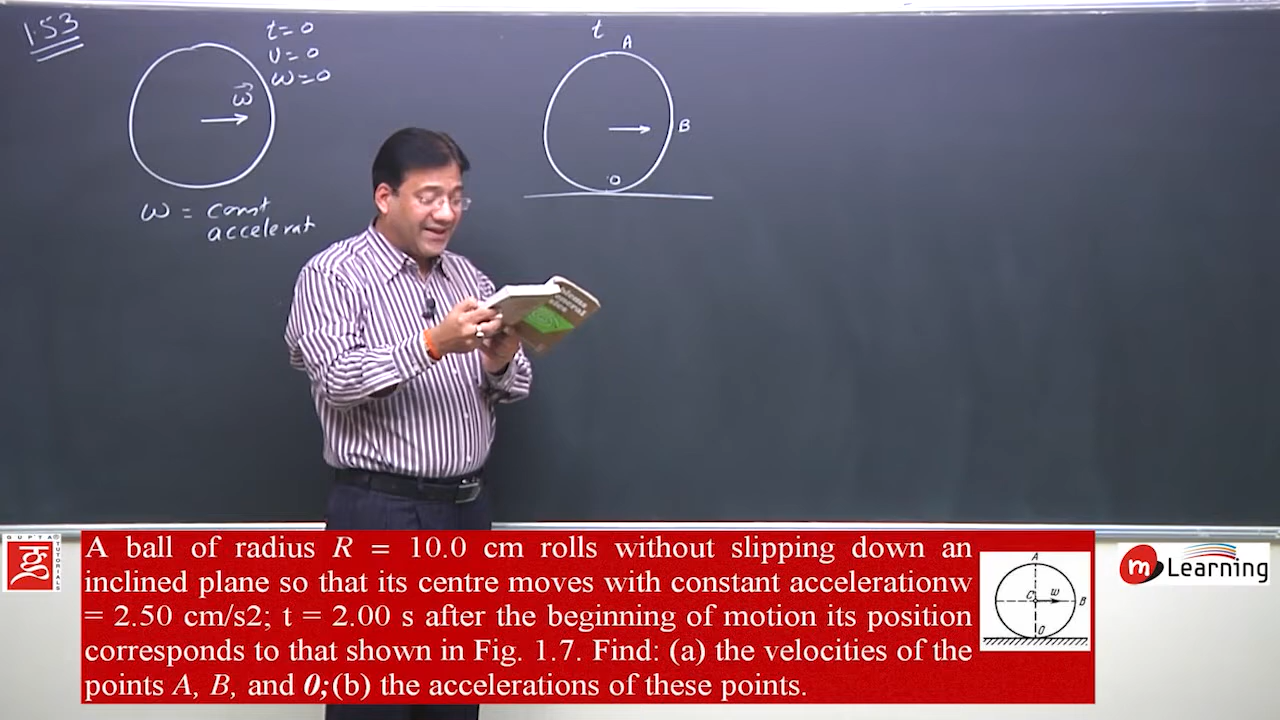 1.53
t=0
v=0
ω=0
w
w = const
accelerat
t
A
B
O
GUPTA
TUTORIALS
A ball of radius R = 10.0 cm rolls without slipping down an
inclined plane so that its centre moves with constant accelerationw
= 2.50 cm/s2; t = 2.00 s after the beginning of motion its position
corresponds to that shown in Fig. 1.7. Find: (a) the velocities of the
points A, B, and 0;(b) the accelerations of these points.
A
C w B
O
m Learning